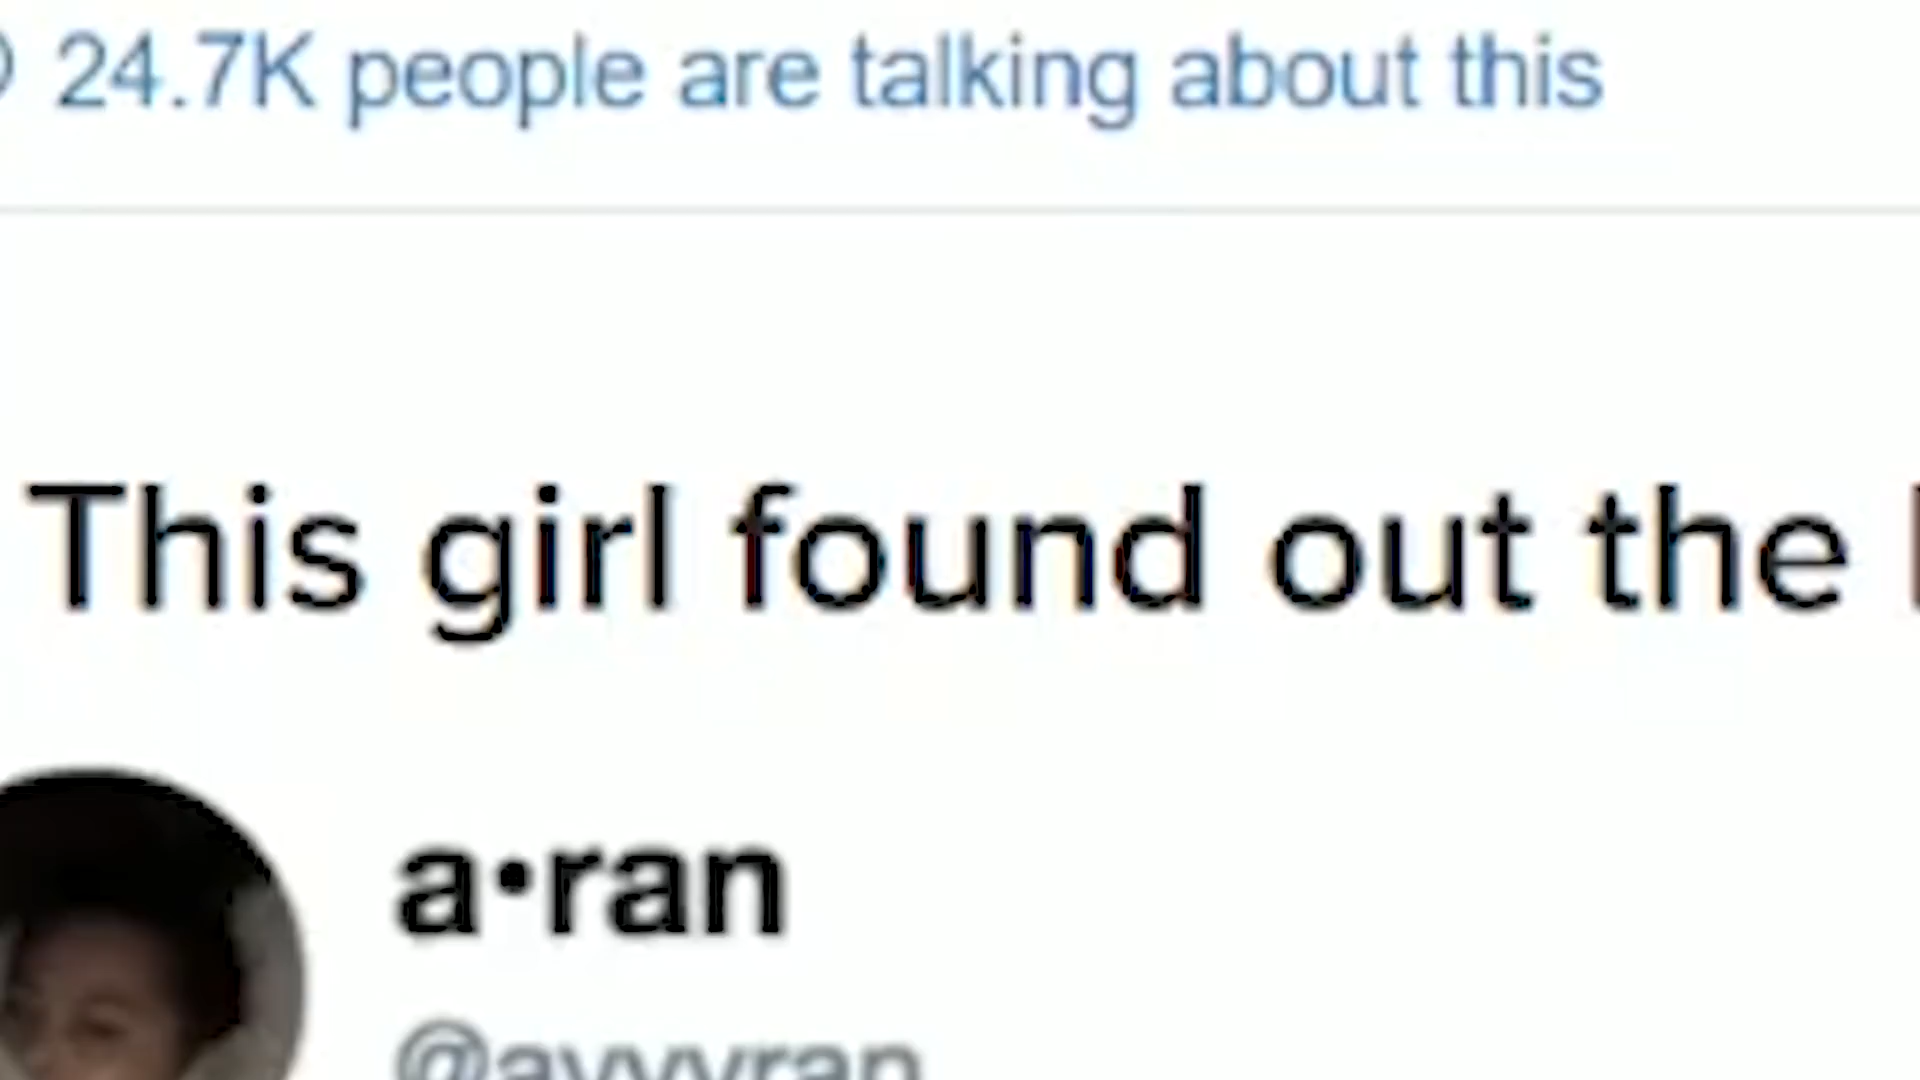 24.7K people are talking about this
This girl found out the
a•ran